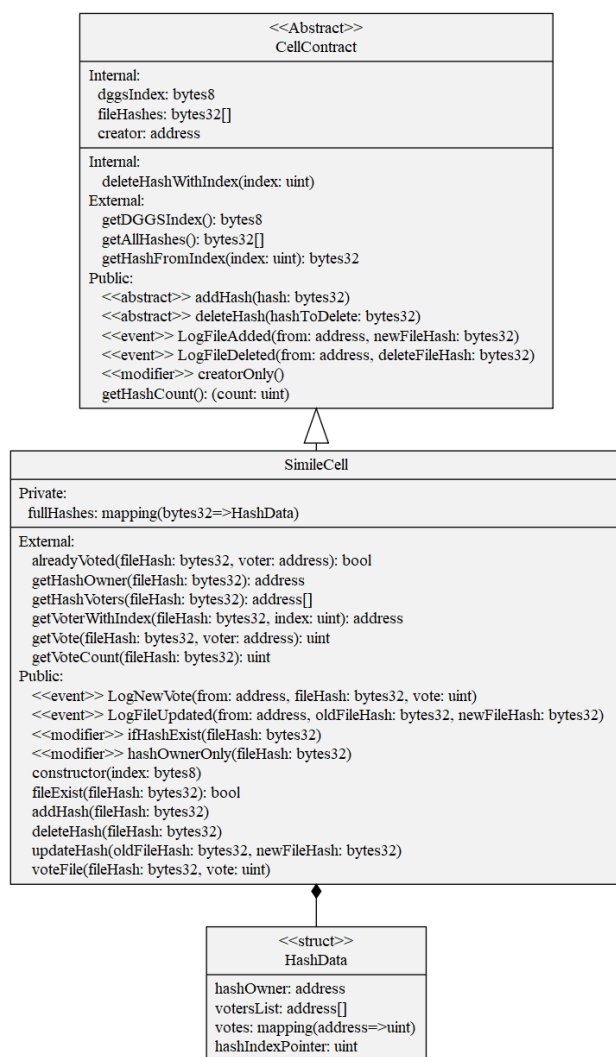 <<Abstract>>
CellContract
Internal:
dggsIndex: bytes8
fileHashes: bytes32[]
creator: address
Internal:
deleteHashWithIndex(index: uint)
External:
getDGGSIndex(): bytes8
getAllHashes(): bytes32[]
getHashFromIndex(index: uint): bytes32
Public:
<<abstract>> addHash(hash: bytes32)
<<abstract>> deleteHash(hashToDelete: bytes32)
<<event>> LogFileAdded(from: address, newFileHash: bytes32)
<<event>> LogFileDeleted(from: address, deleteFileHash: bytes32)
<<modifier>> creatorOnly()
getHashCount(): (count: uint)
SimileCell
Private:
fullHashes: mapping(bytes32=>HashData)
External:
alreadyVoted(fileHash: bytes32, voter: address): bool
getHashOwner(fileHash: bytes32): address
getHashVoters(fileHash: bytes32): address[]
getVoterWithIndex(fileHash: bytes32, index: uint): address
getVote(fileHash: bytes32, voter: address): uint
getVoteCount(fileHash: bytes32): uint
Public:
<<event>> LogNewVote(from: address, fileHash: bytes32, vote: uint)
<<event>> LogFileUpdated(from: address, oldFileHash: bytes32, newFileHash: bytes32)
<<modifier>> ifHashExist(fileHash: bytes32)
<<modifier>> hashOwnerOnly(fileHash: bytes32)
constructor(index: bytes8)
fileExist(fileHash: bytes32): bool
addHash(fileHash: bytes32)
deleteHash(fileHash: bytes32)
updateHash(oldFileHash: bytes32, newFileHash: bytes32)
voteFile(fileHash: bytes32, vote: uint)
<<struct>>
HashData
hashOwner: address
votersList: address[]
votes: mapping(address=>uint)
hashIndexPointer: uint